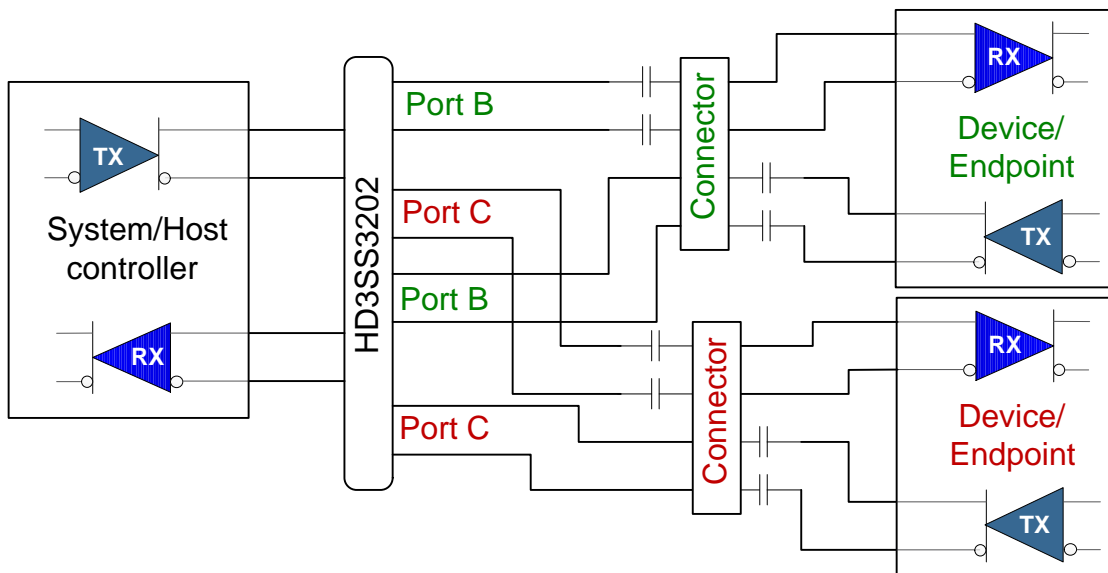 TX
System/Host
controller
RX
HD3SS3202
Port B
Port C
Port B
Port C
Connector
Connector
RX
Device/
Endpoint
TX
RX
Device/
Endpoint
TX